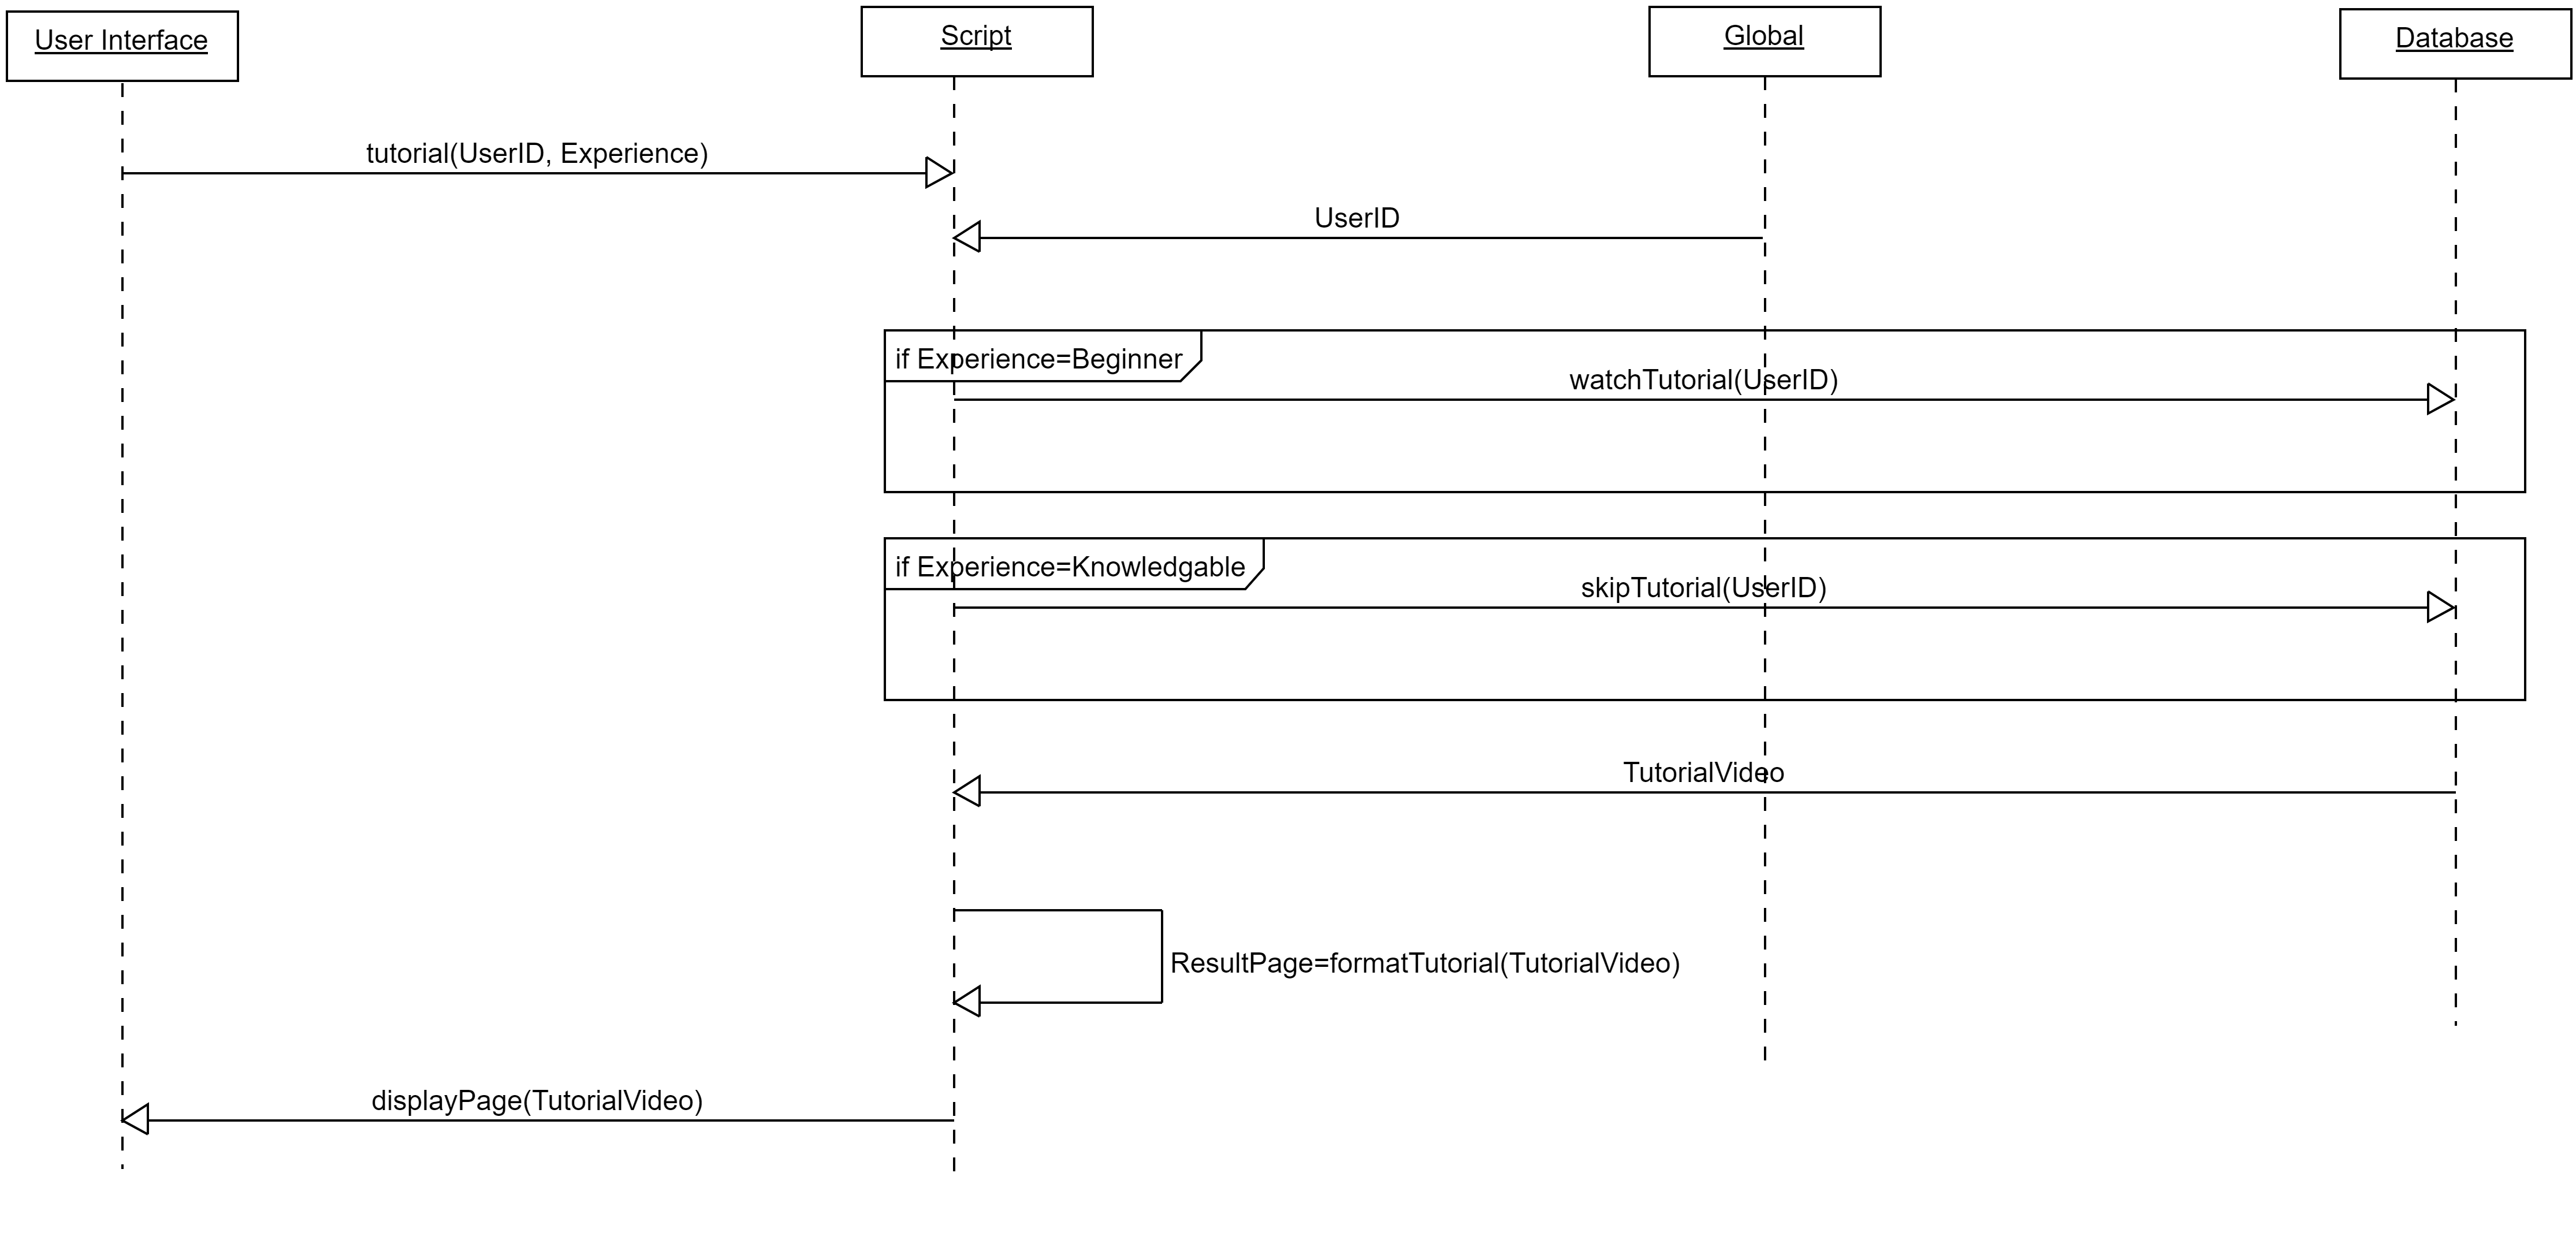 User Interface
Script
Global
Database
tutorial(UserID, Experience)
UserID
if Experience=Beginner
watchTutorial(UserID)
if Experience=Knowledgable
skipTutorial(UserID)
TutorialVideo
ResultPage=formatTutorial(TutorialVideo)
displayPage(TutorialVideo)